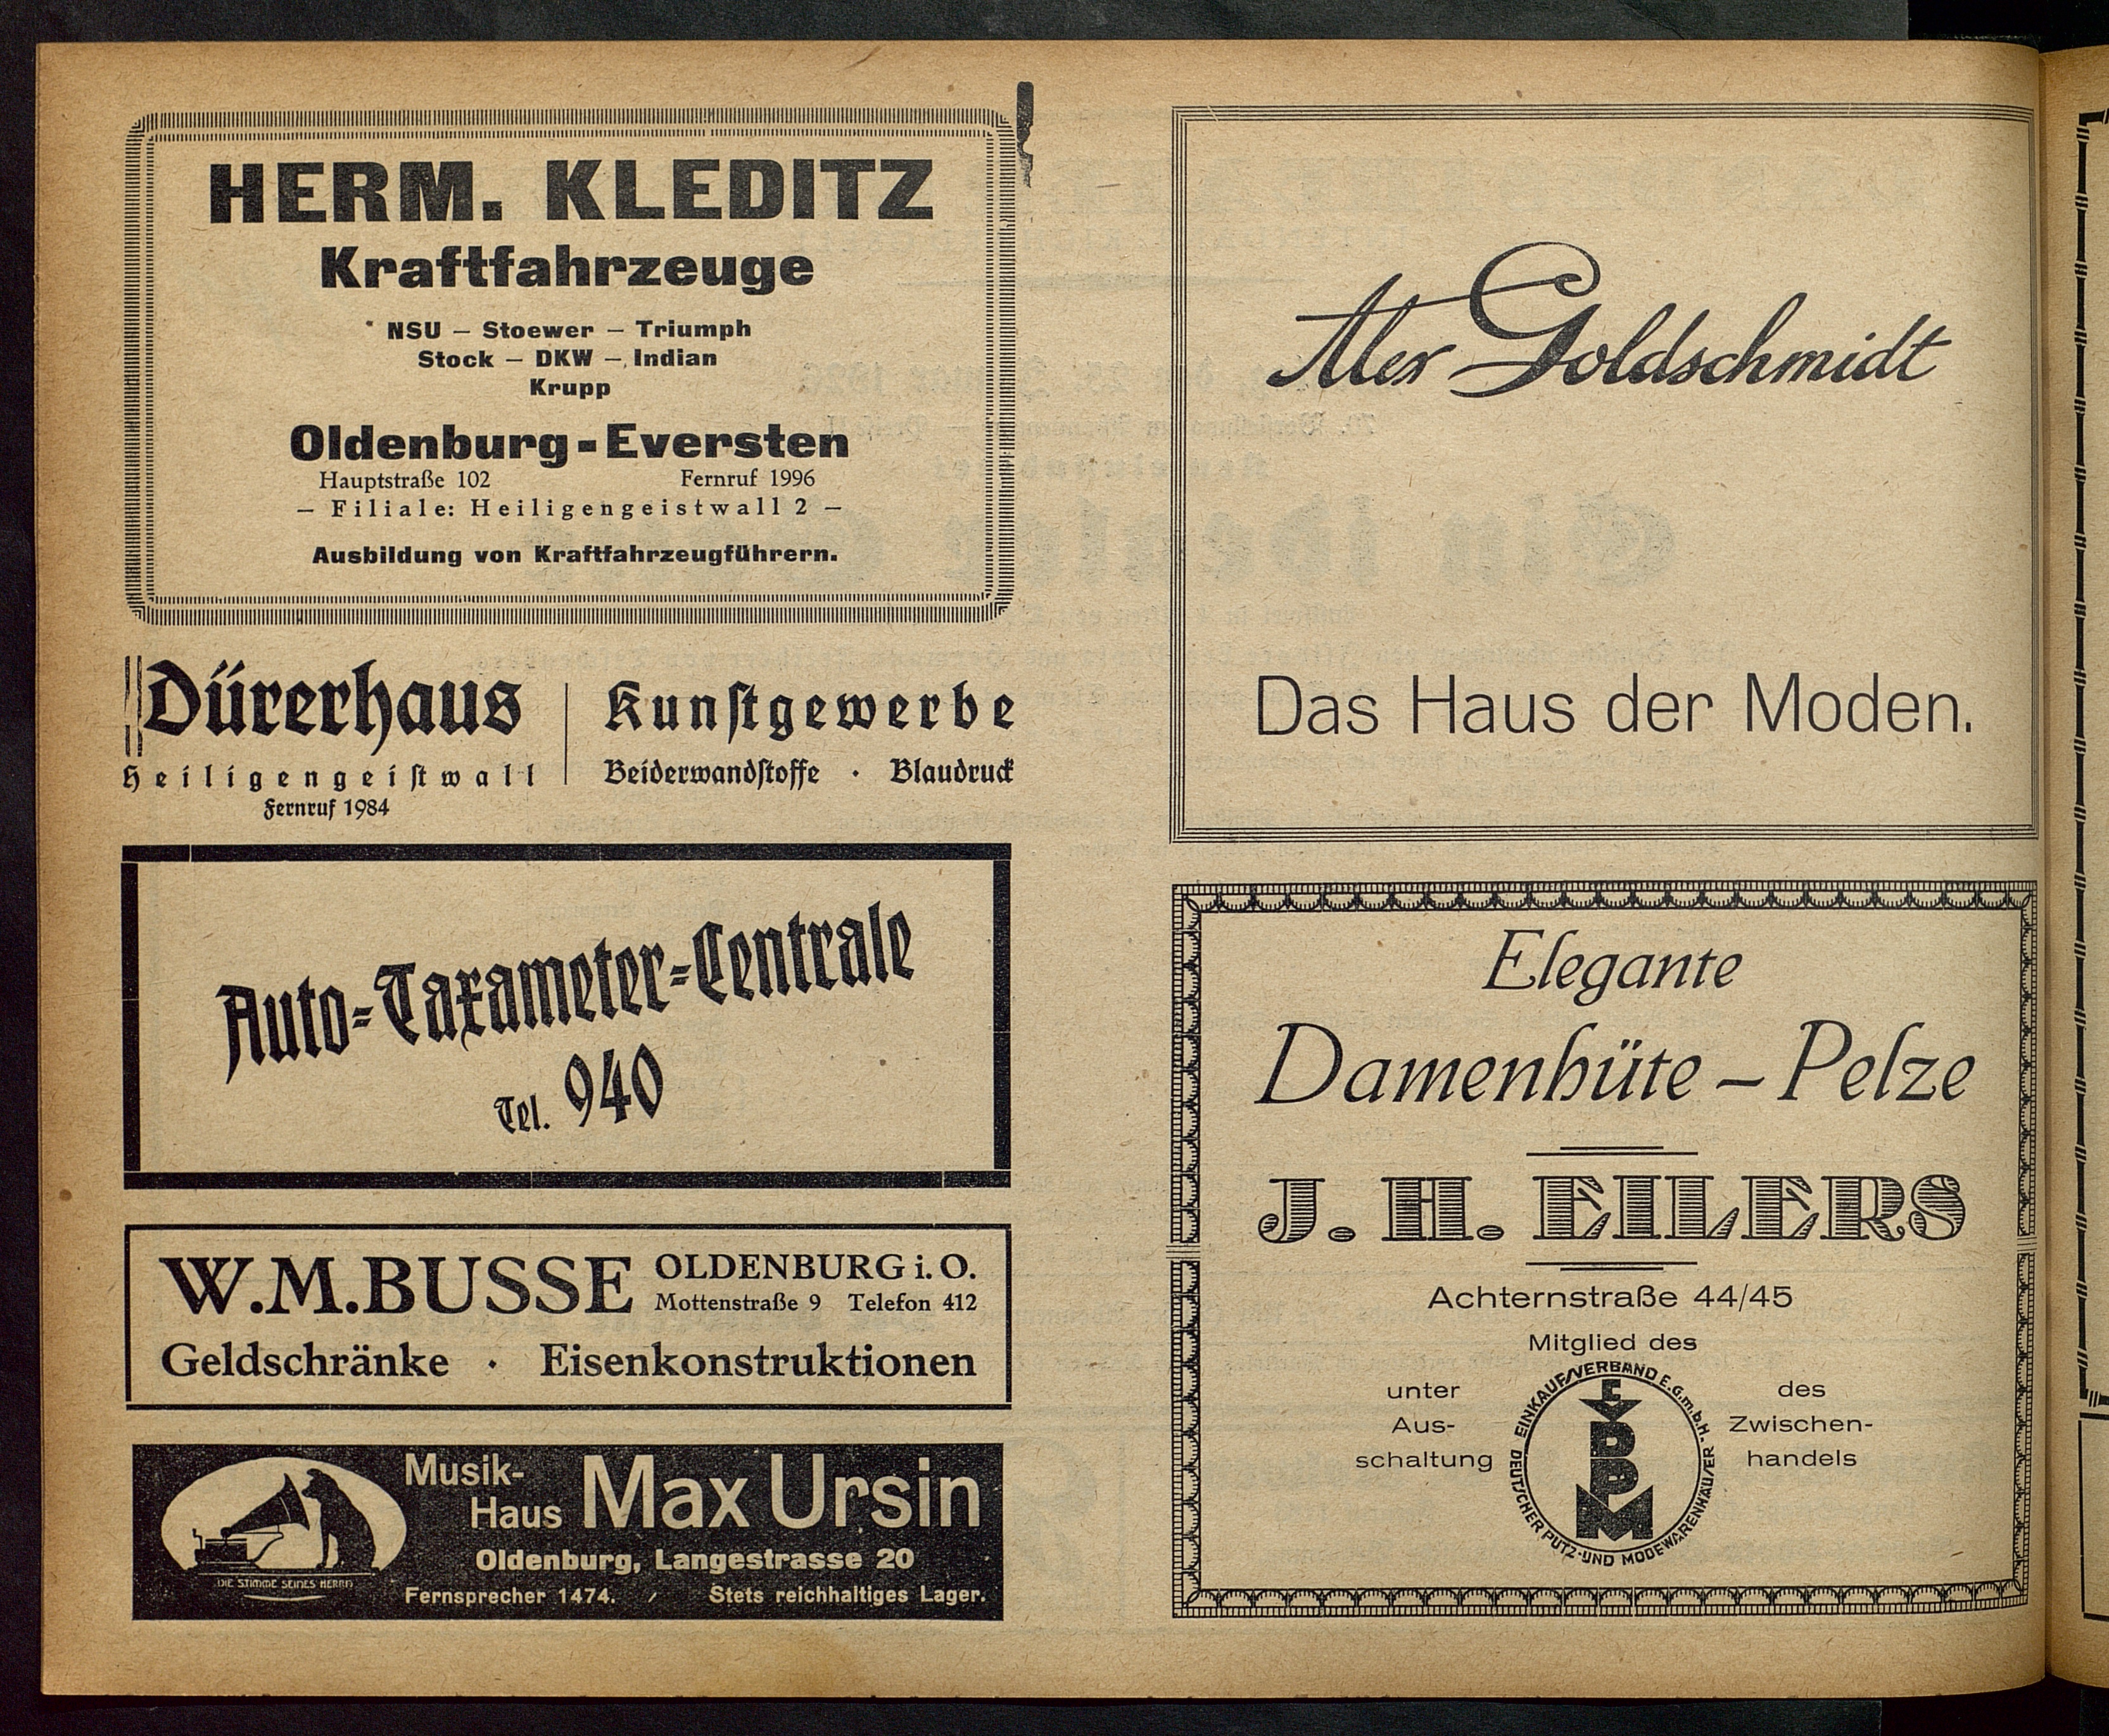 HERM. KLEDITZ
Kraftfahrzeuge
NSU — Stoewer — Triumph
Stock — DKW — Indian
Krupp
Oldenburg-Eversten
Hauptstraße 102 Fernruf 1996
— Filiale: Heiligengeistwall 2 —
Ausbildung von Kraftfahrzeugführern.
Dürerhaus
Heiligengeistwall
Fernruf 1984
Kunstgewerbe
Beiderwandstoffe · Blaudruck
Auto-Taxameter-Centrale
Tel. 940
W.M.BUSSE OLDENBURG i. O.
Mottenstraße 9 Telefon 412
Geldschränke · Eisenkonstruktionen
Musik-
Haus Max Ursin
Oldenburg, Langestrasse 20
Fernsprecher 1474. / Stets reichhaltiges Lager.
DIE STIMME SEINES HERRN
Alex Goldschmidt
Das Haus der Moden.
Elegante
Damenhüte – Pelze
J. H. EILERS
Achternstraße 44/45
Mitglied des
unter
Aus-
schaltung
EINKAUFSVERBAND E.G.m.b.H.
DEUTSCHER PUTZ-UND MODEWARENHÄUSER
E
D
P
M
des
Zwischen-
handels